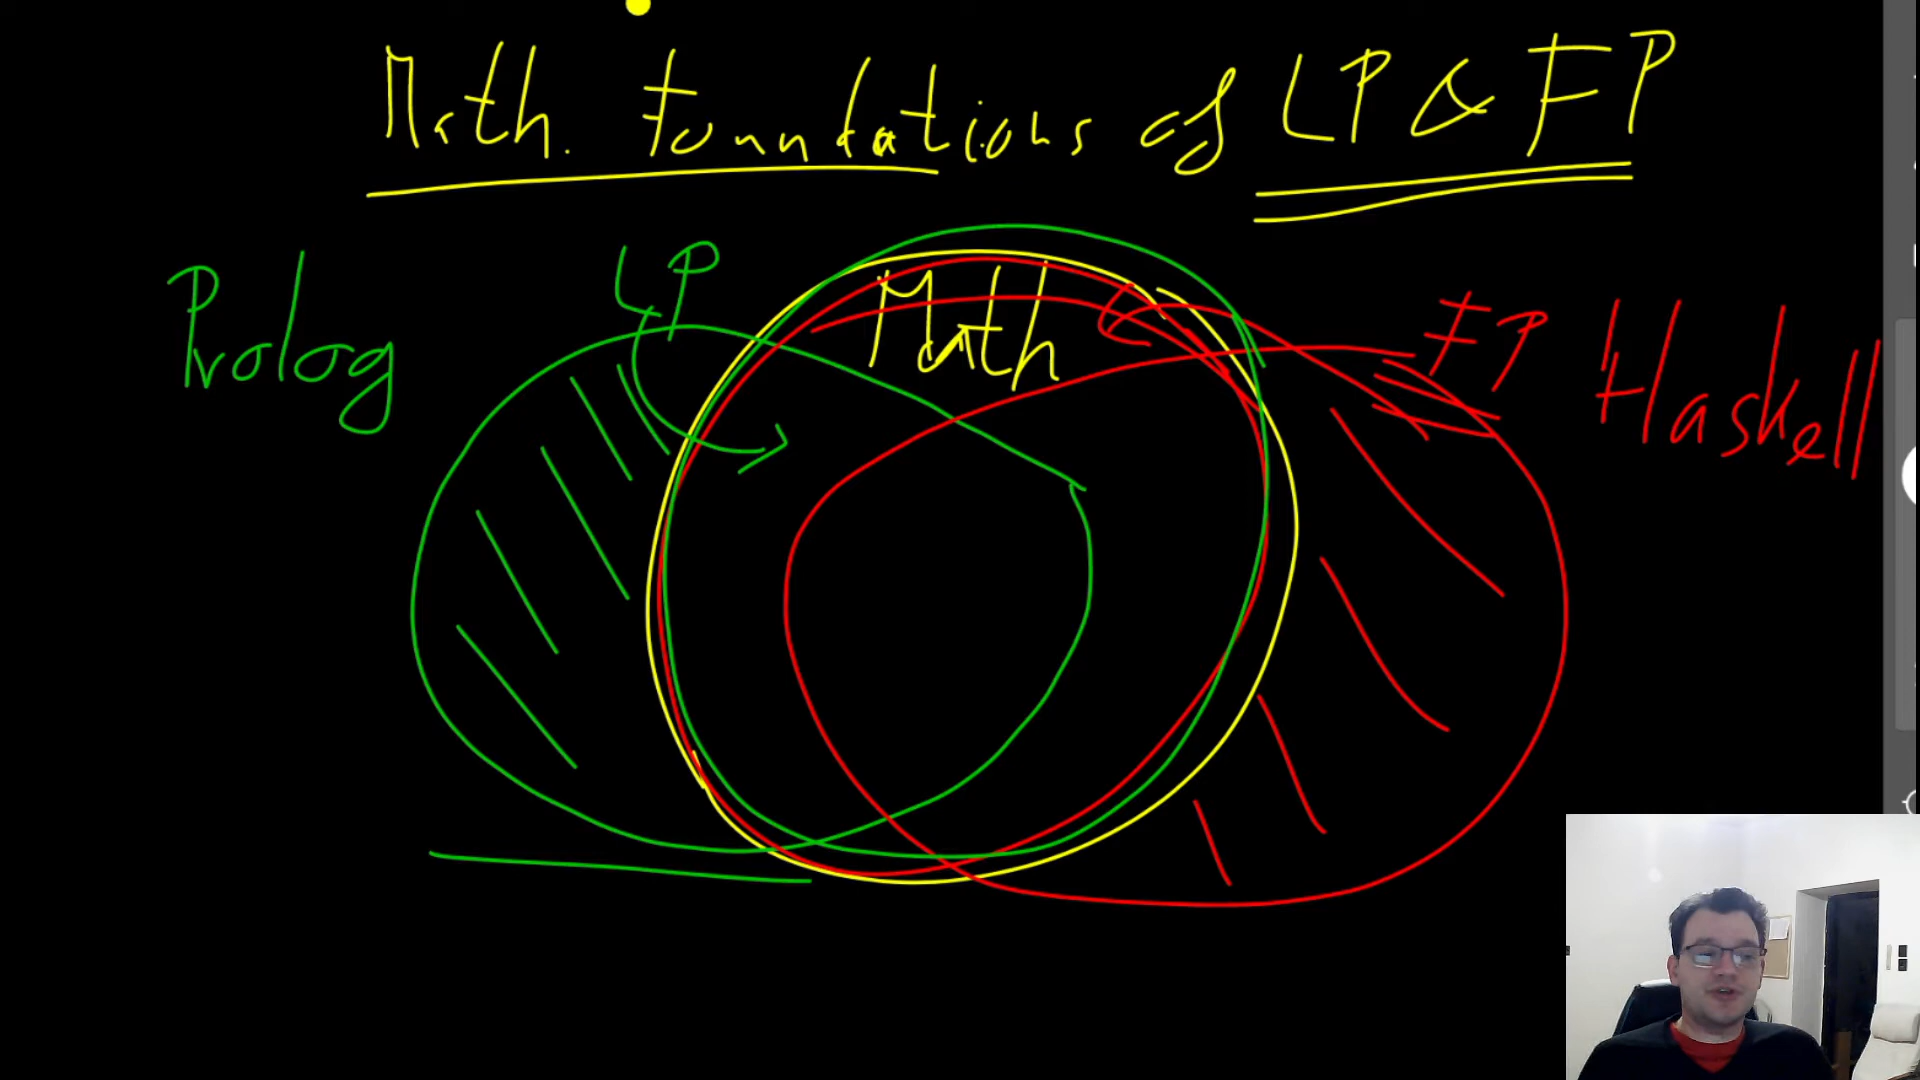 Math. Foundations of LP & FP
Prolog
LP
Math
FP
Haskell